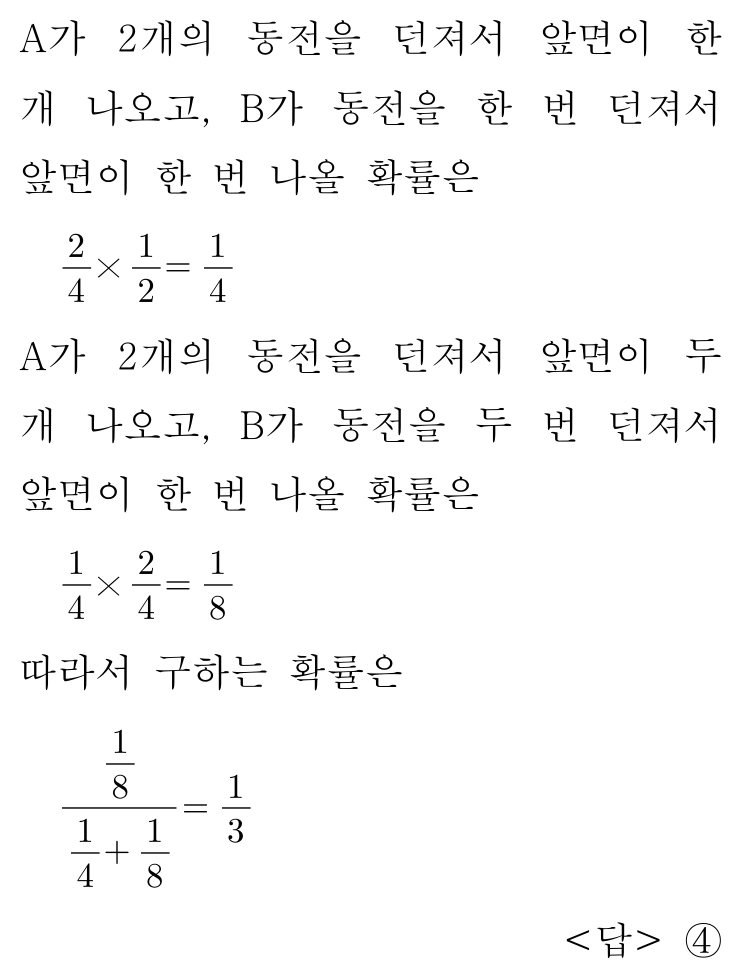 A가 2개의 동전을 던져서 앞면이 한
개 나오고, B가 동전을 한 번 던져서
앞면이 한 번 나올 확률은
2/4 × 1/2 = 1/4
A가 2개의 동전을 던져서 앞면이 두
개 나오고, B가 동전을 두 번 던져서
앞면이 한 번 나올 확률은
1/4 × 2/4 = 1/8
따라서 구하는 확률은
(1/8)/(1/4 + 1/8) = 1/3
<답> ④